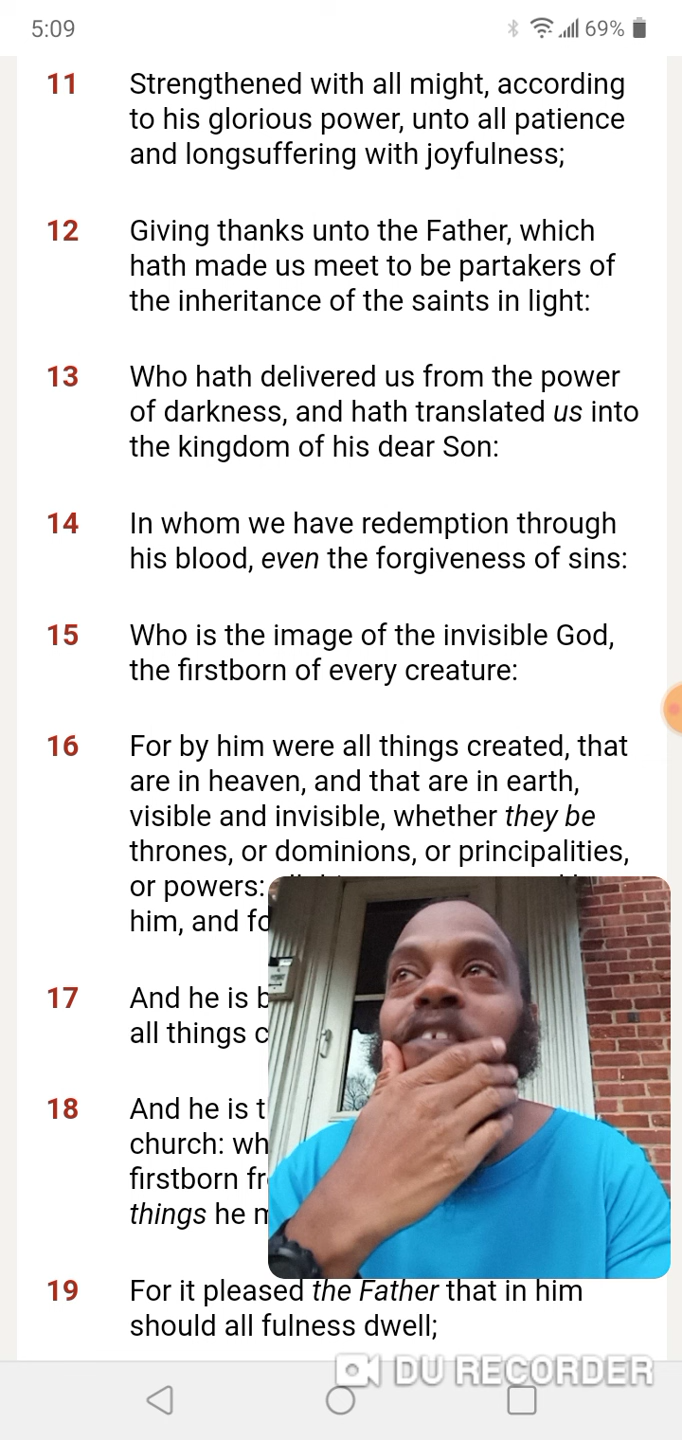 5:09
69%
11 Strengthened with all might, according
to his glorious power, unto all patience
and longsuffering with joyfulness;
12 Giving thanks unto the Father, which
hath made us meet to be partakers of
the inheritance of the saints in light:
13 Who hath delivered us from the power
of darkness, and hath translated us into
the kingdom of his dear Son:
14 In whom we have redemption through
his blood, even the forgiveness of sins:
15 Who is the image of the invisible God,
the firstborn of every creature:
16 For by him were all things created, that
are in heaven, and that are in earth,
visible and invisible, whether they be
thrones, or dominions, or principalities,
or powers:
him, and
17 And he is
all things
18 And he is
church:
firstborn
things he
19 For it pleased the Father that in him
should all fulness dwell;
DU RECORDER